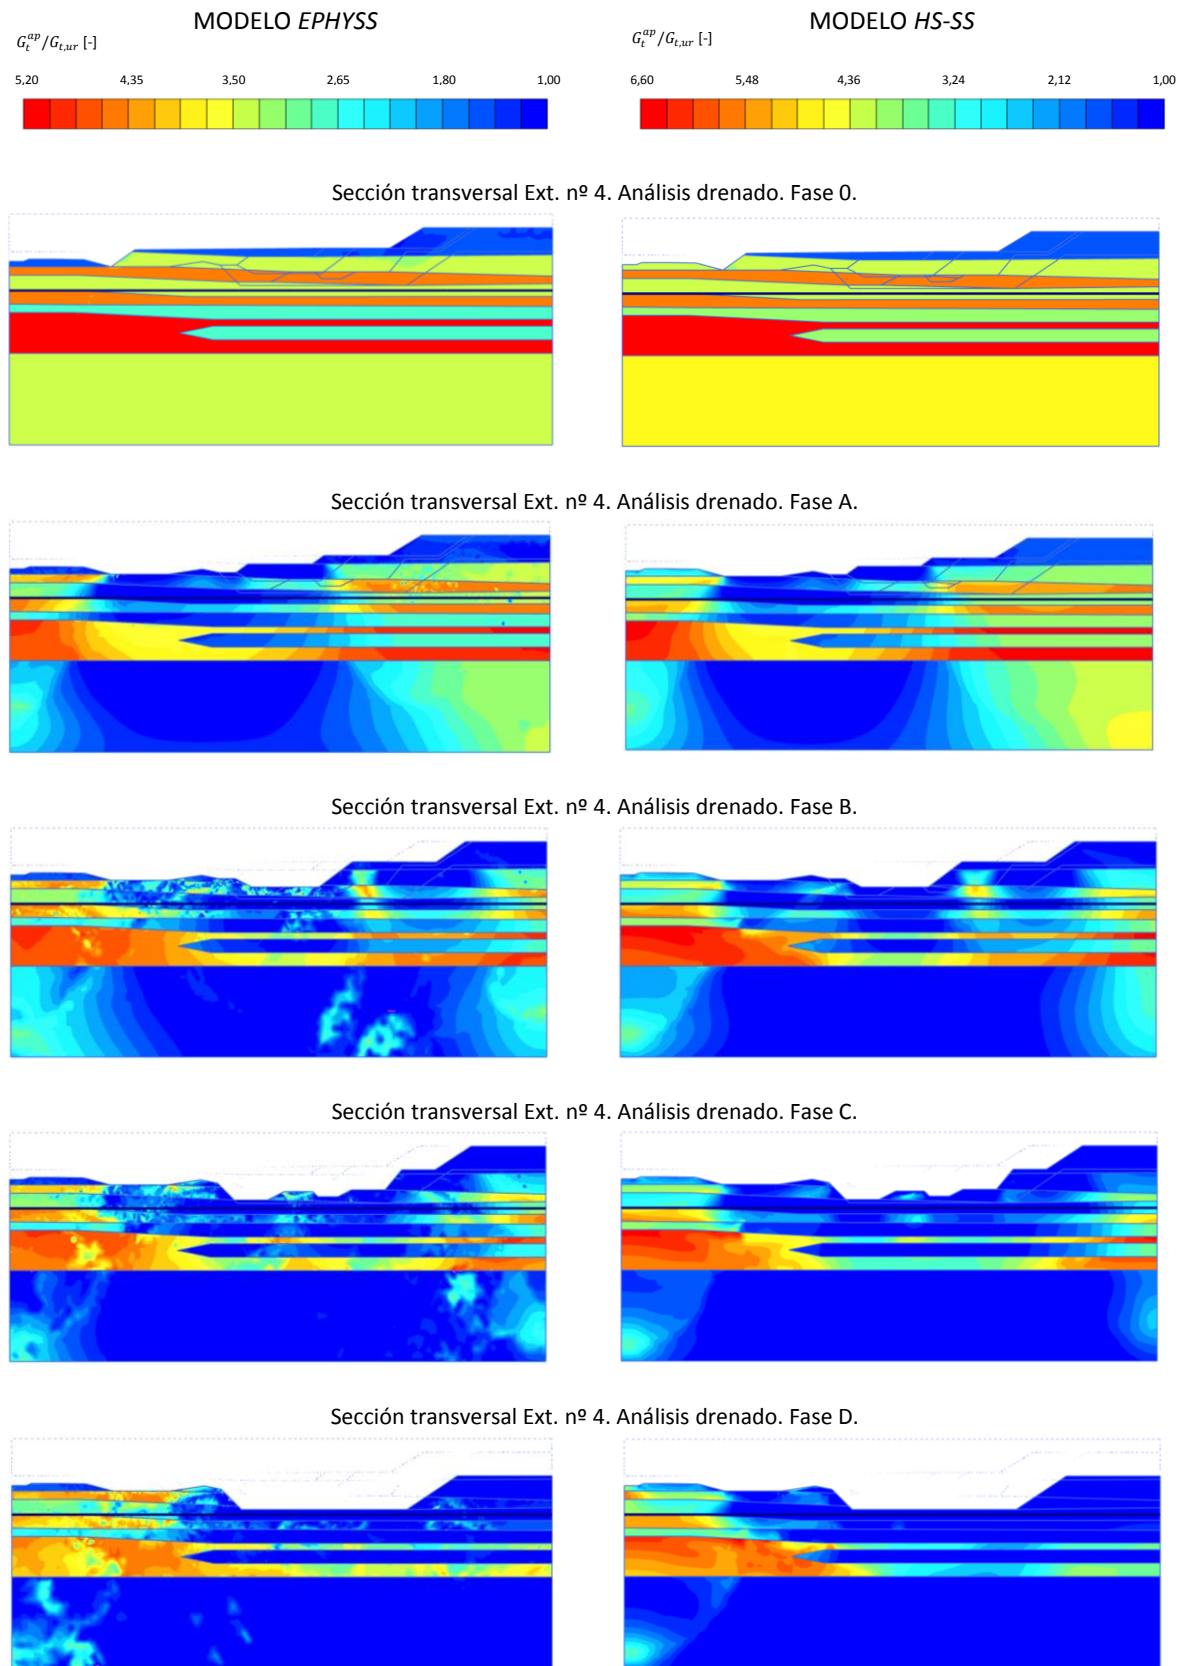 MODELO EPHYSS
MODELO HS-SS
G_t^{ap}/G_{t,ur} [-]
G_t^{ap}/G_{t,ur} [-]
5,20 4,35 3,50 2,65 1,80 1,00
6,60 5,48 4,36 3,24 2,12 1,00
Sección transversal Ext. nº 4. Análisis drenado. Fase 0.
Sección transversal Ext. nº 4. Análisis drenado. Fase A.
Sección transversal Ext. nº 4. Análisis drenado. Fase B.
Sección transversal Ext. nº 4. Análisis drenado. Fase C.
Sección transversal Ext. nº 4. Análisis drenado. Fase D.